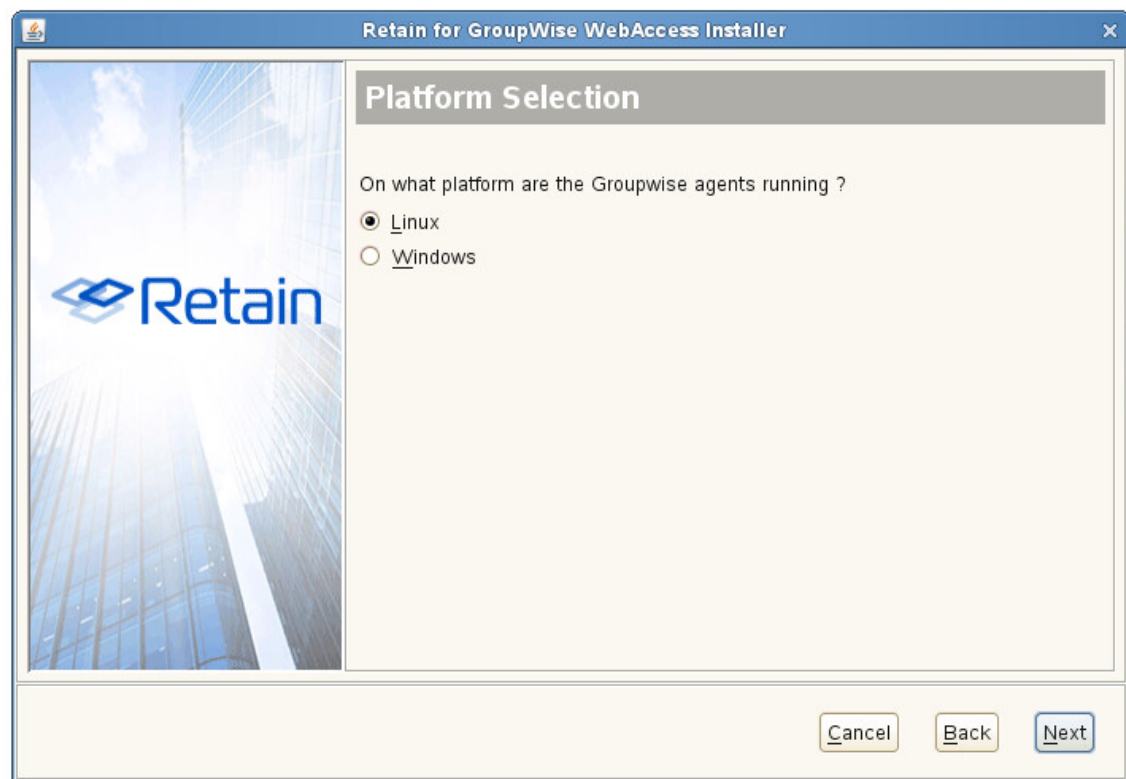 Retain for GroupWise WebAccess Installer
Platform Selection
On what platform are the Groupwise agents running ?
Linux
Windows
Retain
Cancel
Back
Next